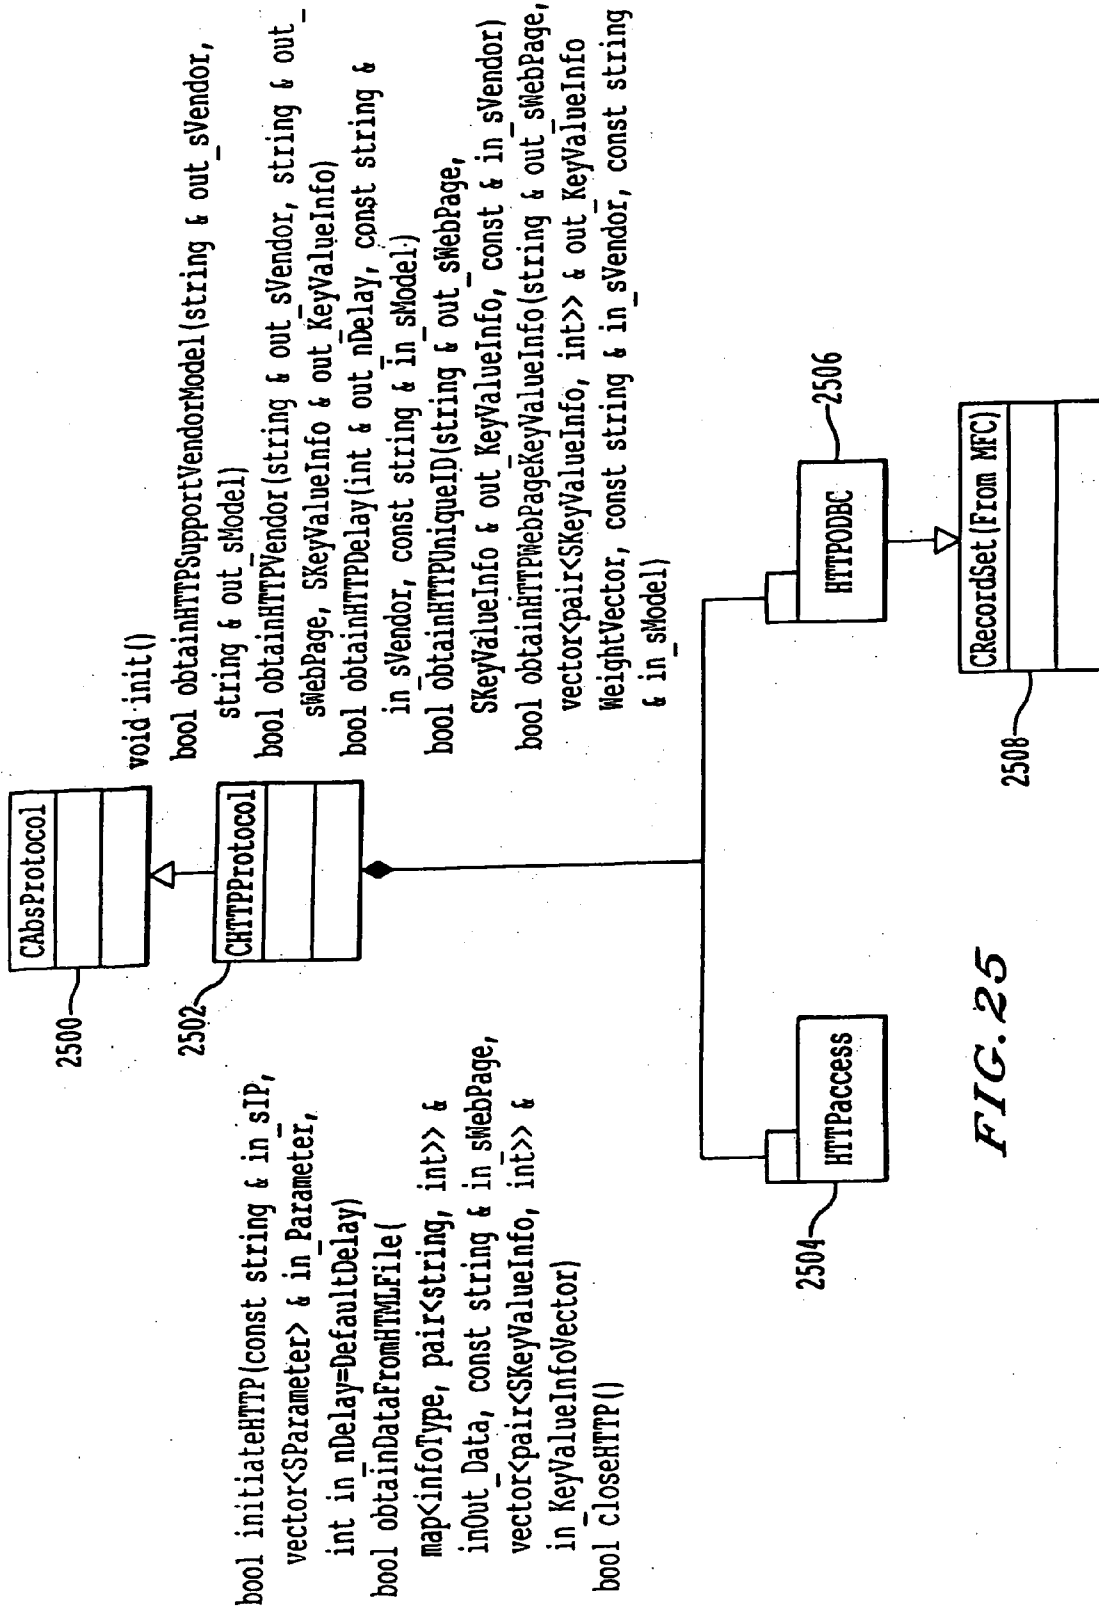 CAbsProtocol
2500
CHTTPProtocol
2502
void init()
bool obtainHTTPSupportVendorModel(string & out_sVendor,
string & out_sModel)
bool obtainHTTPVendor(string & out_sVendor, string & out_
sWebPage, SKeyValueInfo & out_KeyValueInfo)
bool obtainHTTPDelay(int & out_nDelay, const string &
in_sVendor, const string & in_sModel)
bool obtainHTTPUniqueID(string & out_sWebPage,
SKeyValueInfo & out_KeyValueInfo, const & in_sVendor)
bool obtainHTTPWebPageKeyValueInfo(string & out_sWebPage,
vector<pair<SKeyValueInfo, int>> & out_KeyValueInfo
WeightVector, const string & in_sVendor, const string
& in_sModel)
bool initiateHTTP(const string & in_sIP,
vector<SParameter> & in_Parameter,
int in_nDelay=DefaultDelay)
bool obtainDataFromHTMLFile(
map<infoType, pair<string, int>> &
inOut_Data, const string & in_sWebPage,
vector<pair<SKeyValueInfo, int>> &
in_KeyValueInfoVector)
bool closeHTTP()
HTTPaccess
2504
HTTPODBC
2506
CRecordSet(From MFC)
2508
FIG. 25